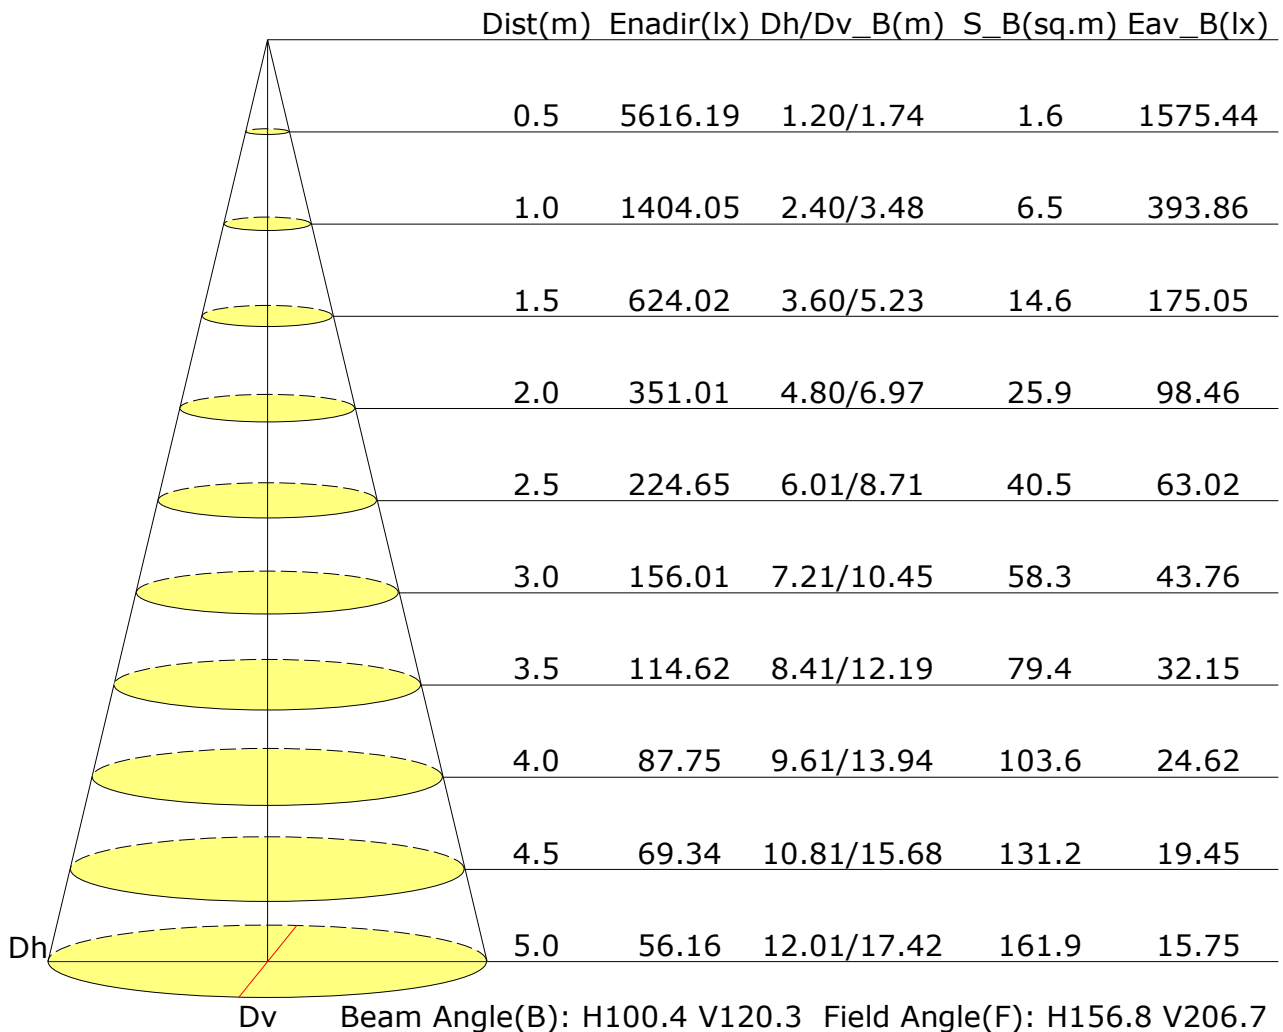 Dist(m) Enadir(lx) Dh/Dv_B(m) S_B(sq.m) Eav_B(lx)
0.5 5616.19 1.20/1.74 1.6 1575.44
1.0 1404.05 2.40/3.48 6.5 393.86
1.5 624.02 3.60/5.23 14.6 175.05
2.0 351.01 4.80/6.97 25.9 98.46
2.5 224.65 6.01/8.71 40.5 63.02
3.0 156.01 7.21/10.45 58.3 43.76
3.5 114.62 8.41/12.19 79.4 32.15
4.0 87.75 9.61/13.94 103.6 24.62
4.5 69.34 10.81/15.68 131.2 19.45
Dh 5.0 56.16 12.01/17.42 161.9 15.75
Dv Beam Angle(B): H100.4 V120.3 Field Angle(F): H156.8 V206.7